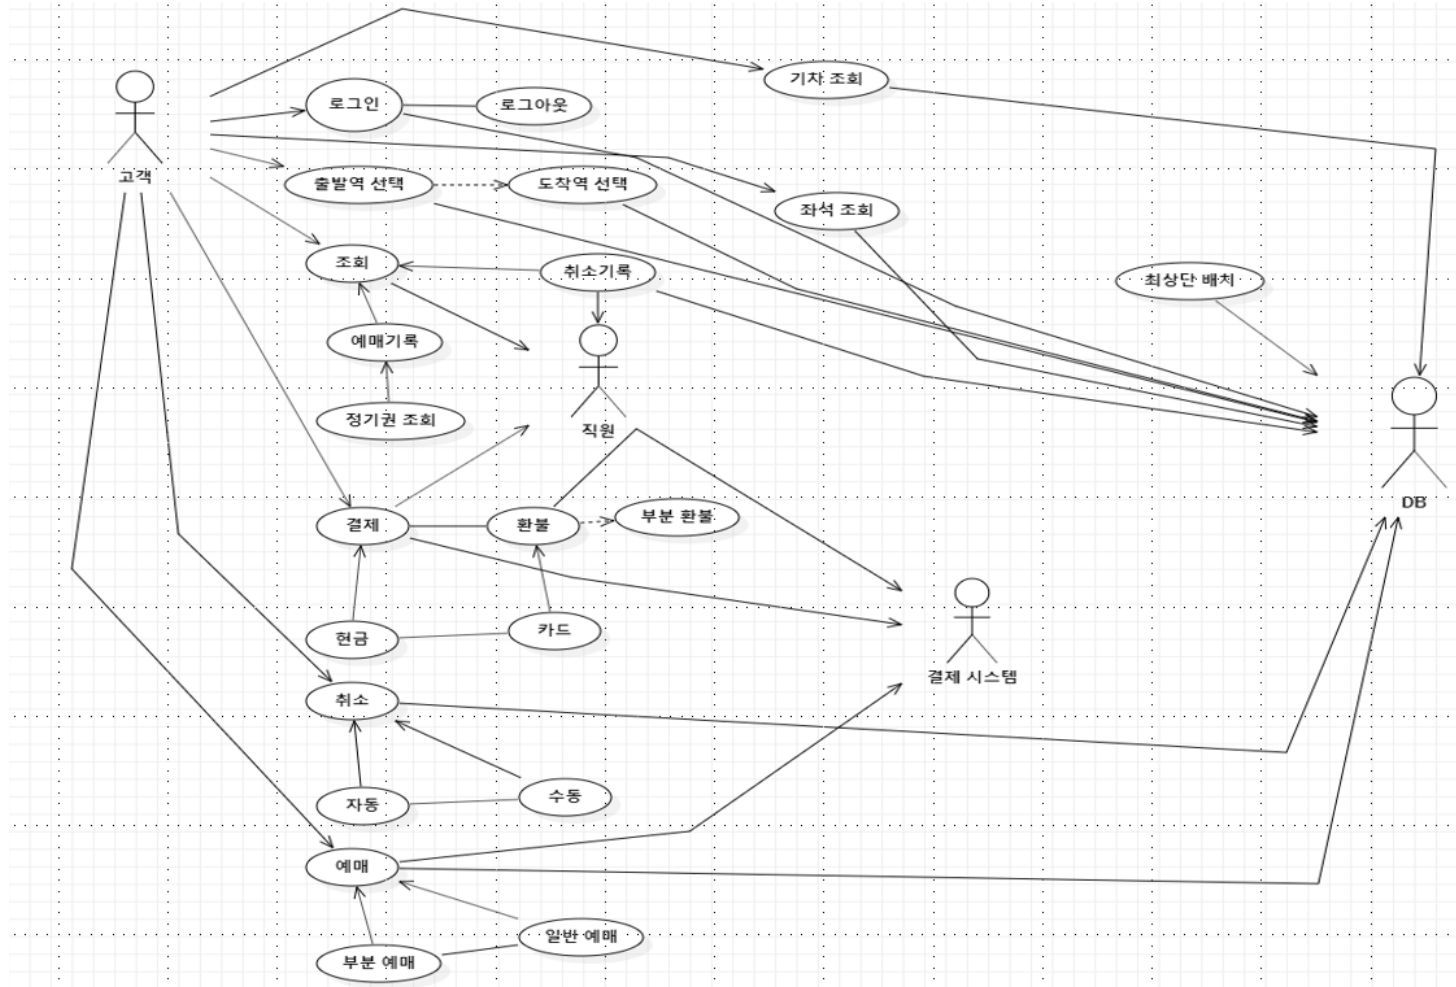 기차 조회
로그인
로그아웃
고객
출발역 선택
도착역 선택
좌석 조회
조회
취소기록
최상단 배치
예매기록
정기권 조회
직원
DB
결제
환불
부분 환불
현금
카드
결제 시스템
취소
자동
수동
예매
일반 예매
부분 예매